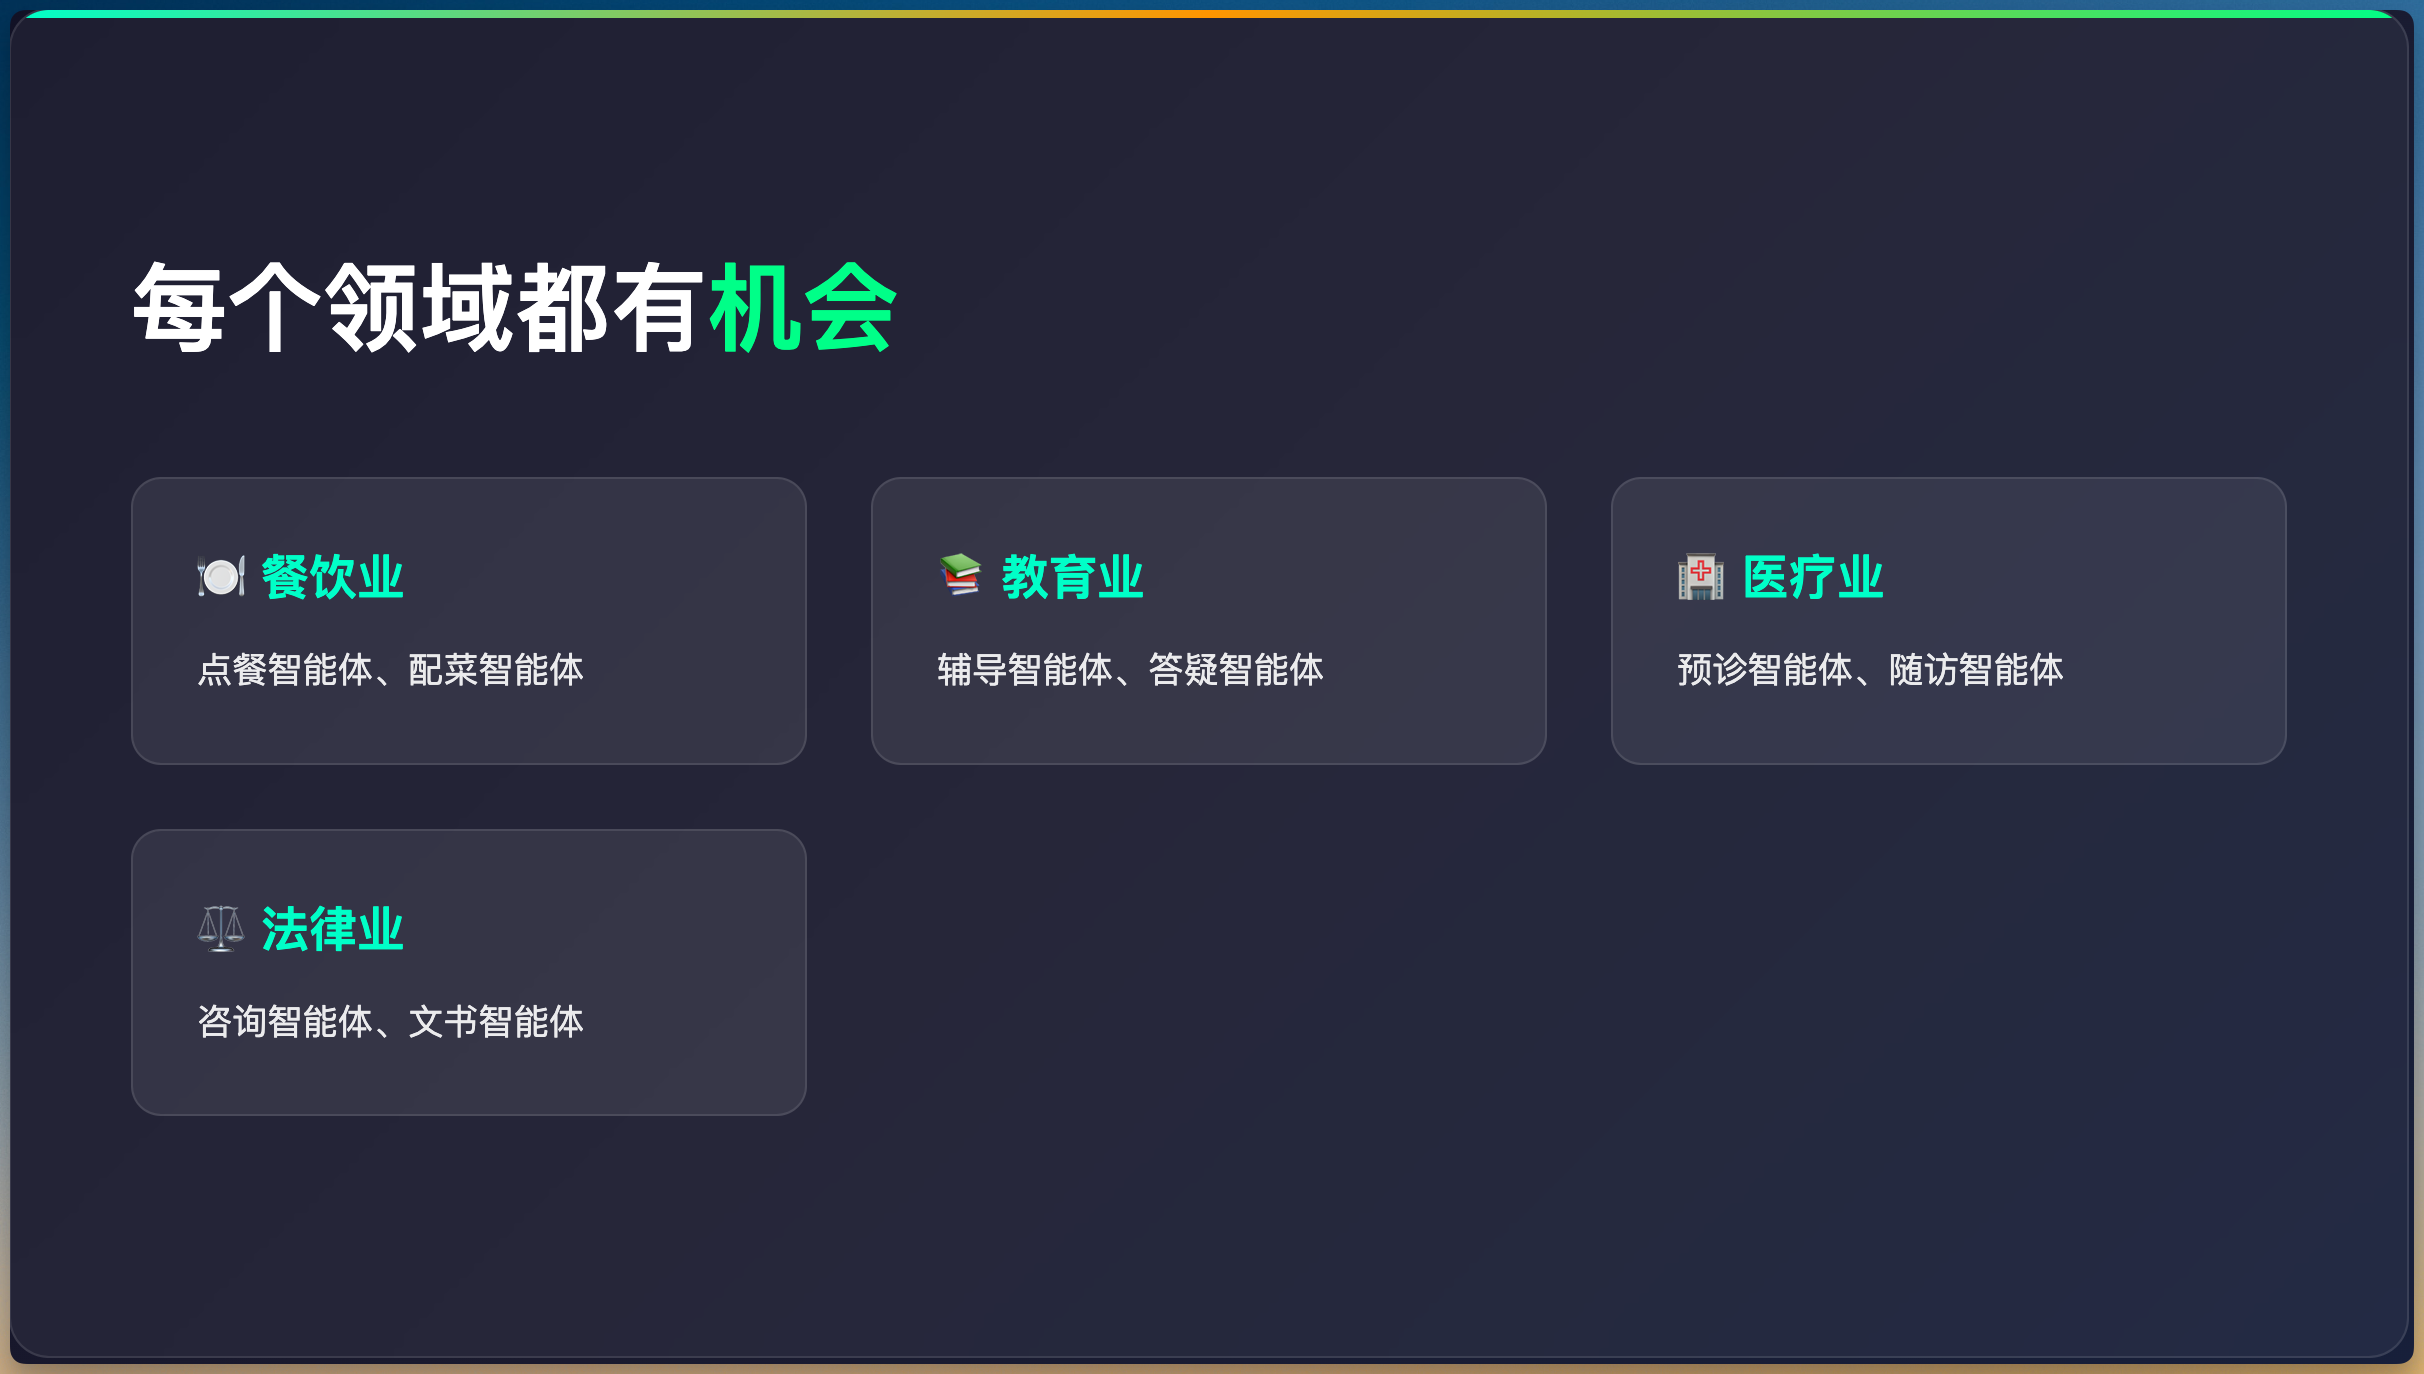 每个领域都有机会
🍽️ 餐饮业
点餐智能体、配菜智能体
📚 教育业
辅导智能体、答疑智能体
🏥 医疗业
预诊智能体、随访智能体
⚖️ 法律业
咨询智能体、文书智能体